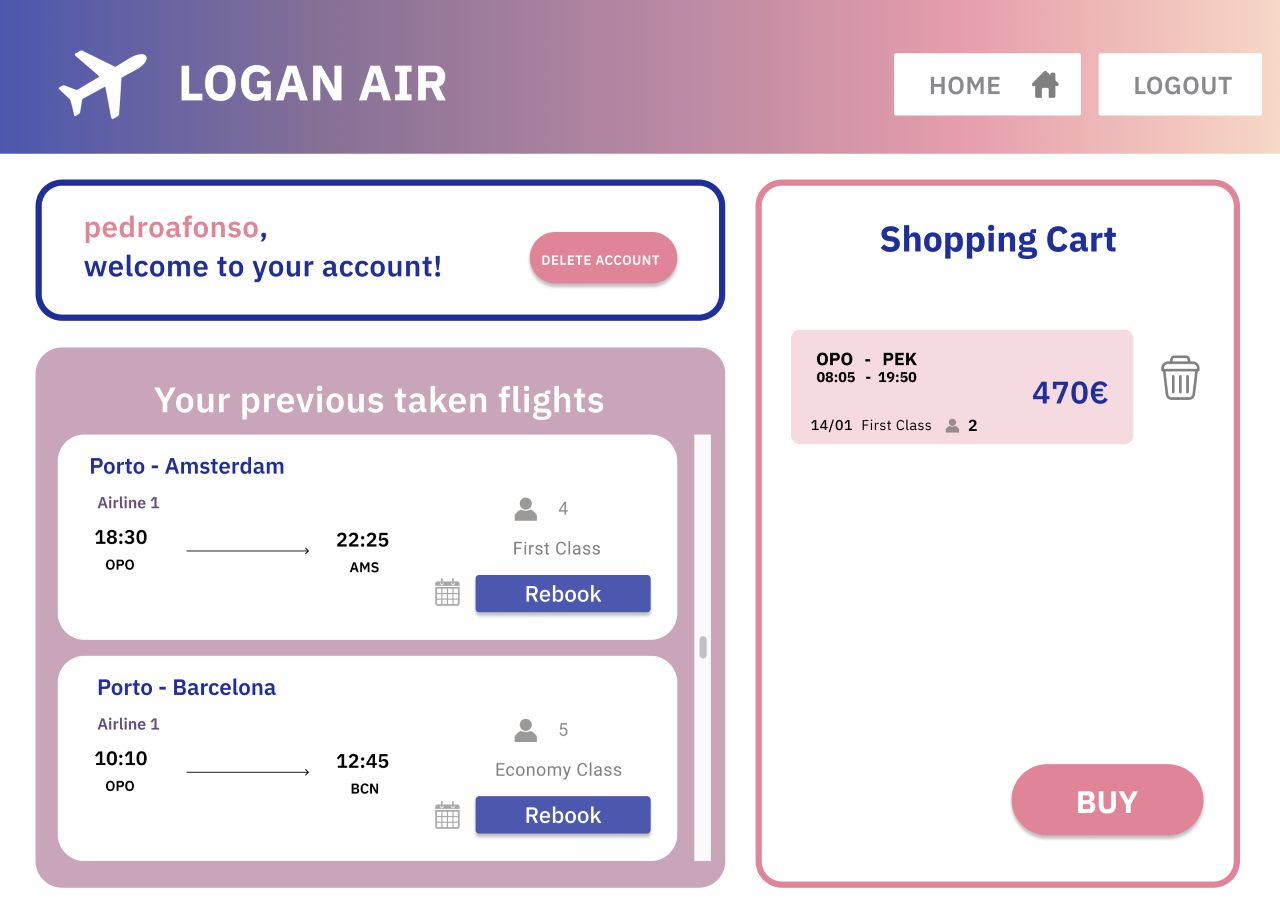 LOGAN AIR
HOME
LOGOUT
pedroafonso,
welcome to your account!
DELETE ACCOUNT
Your previous taken flights
Porto - Amsterdam
Airline 1
18:30
OPO
22:25
AMS
4
First Class
Rebook
Porto - Barcelona
Airline 1
10:10
OPO
12:45
BCN
5
Economy Class
Rebook
Shopping Cart
OPO - PEK
08:05 - 19:50
470€
14/01 First Class 2
BUY